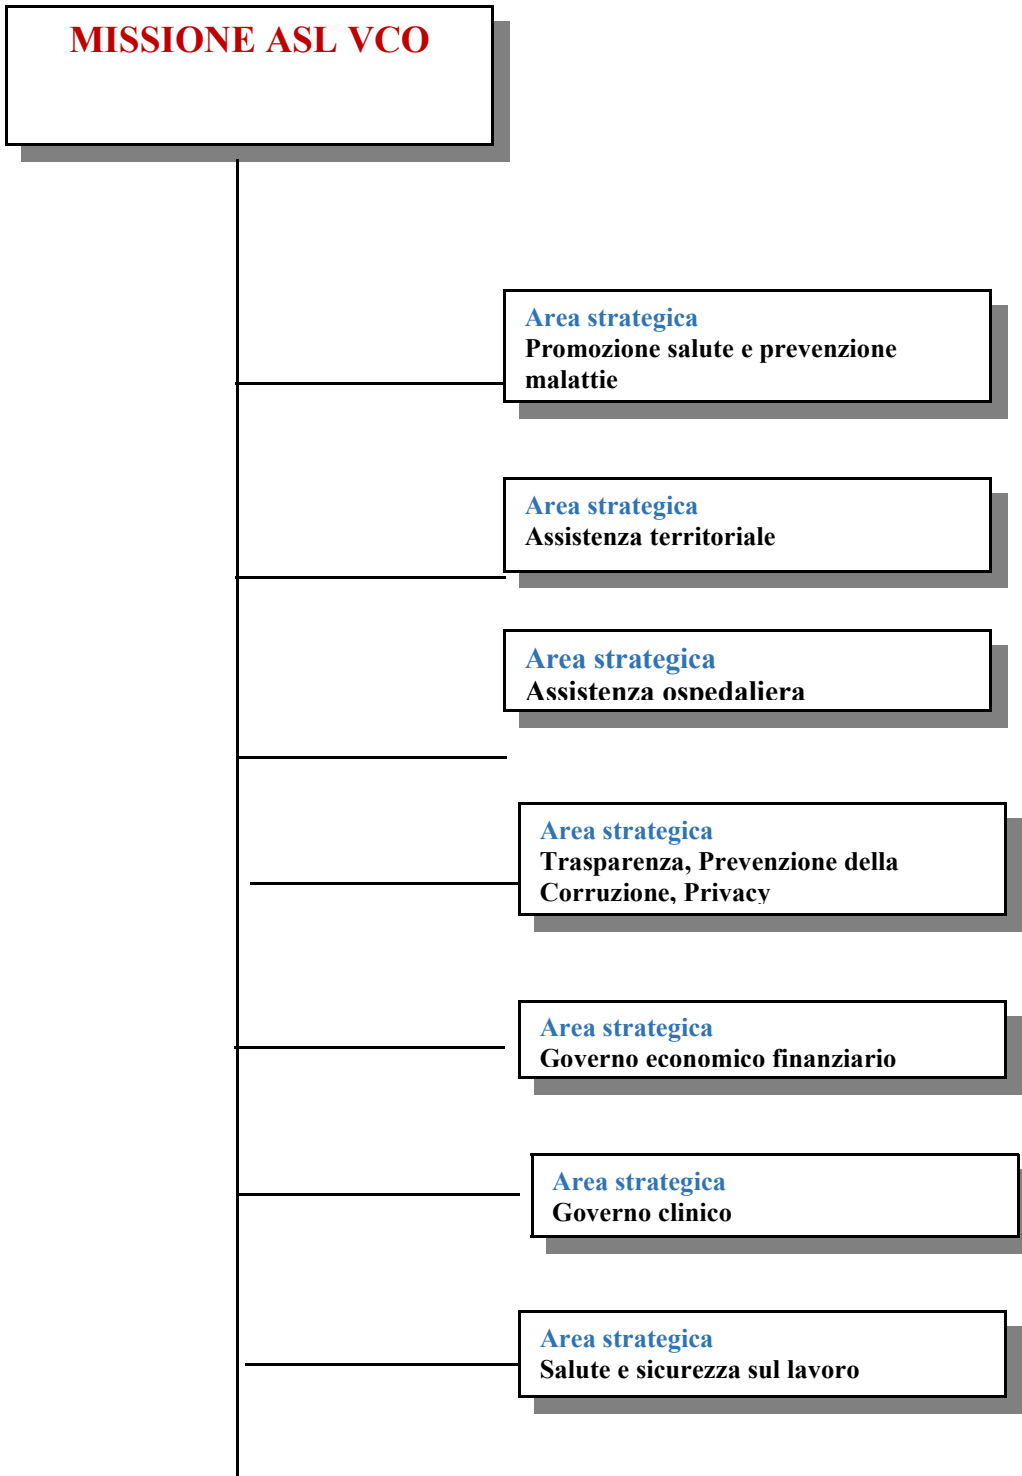 MISSIONE ASL VCO
Area strategica
Promozione salute e prevenzione
malattie
Area strategica
Assistenza territoriale
Area strategica
Assistenza ospedaliera
Area strategica
Trasparenza, Prevenzione della
Corruzione, Privacy
Area strategica
Governo economico finanziario
Area strategica
Governo clinico
Area strategica
Salute e sicurezza sul lavoro